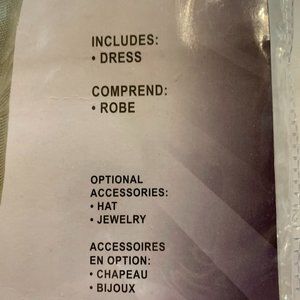 INCLUDES:
• DRESS
COMPREND:
• ROBE
OPTIONAL
ACCESSORIES:
• HAT
• JEWELRY
ACCESSOIRES
EN OPTION:
• CHAPEAU
• BIJOUX